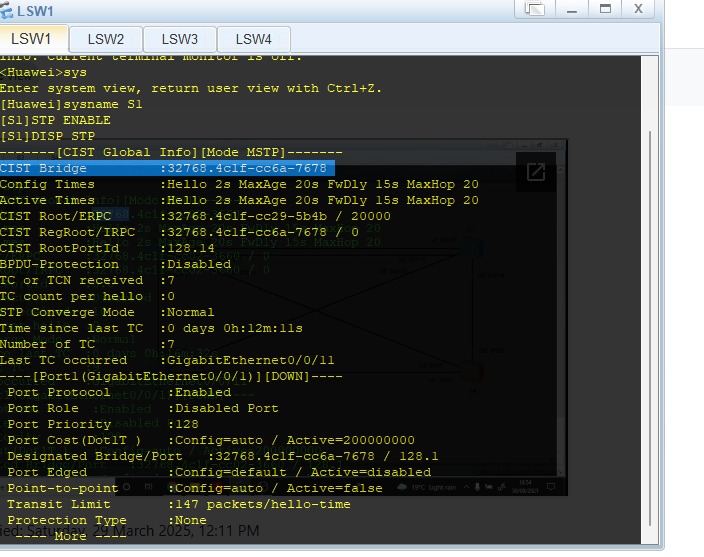 LSW1
LSW1 LSW2 LSW3 LSW4
Info: Current terminal monitor is off.
<Huawei>sys
Enter system view, return user view with Ctrl+Z.
[Huawei]sysname S1
[S1]STP ENABLE
[S1]DISP STP
-------[CIST Global Info][Mode MSTP]-------
CIST Bridge         :32768.4c1f-cc6a-7678
Config Times        :Hello 2s MaxAge 20s FwDly 15s MaxHop 20
Active Times        :Hello 2s MaxAge 20s FwDly 15s MaxHop 20
CIST Root/ERPC      :32768.4c1f-cc29-5b4b / 20000
CIST RegRoot/IRPC   :32768.4c1f-cc6a-7678 / 0
CIST RootPortId     :128.14
BPDU-Protection     :Disabled
TC or TCN received  :7
TC count per hello  :0
STP Converge Mode   :Normal
Time since last TC  :0 days 0h:12m:11s
Number of TC        :7
Last TC occurred    :GigabitEthernet0/0/11
----[Port1(GigabitEthernet0/0/1)][DOWN]----
 Port Protocol       :Enabled
 Port Role           :Disabled Port
 Port Priority       :128
 Port Cost(Dot1T )   :Config=auto / Active=200000000
 Designated Bridge/Port   :32768.4c1f-cc6a-7678 / 128.1
 Port Edged          :Config=default / Active=disabled
 Point-to-point      :Config=auto / Active=false
 Transit Limit       :147 packets/hello-time
 Protection Type     :None
  ---- More ----
19°C Light rain
ied: Saturday, 29 March 2025, 12:11 PM